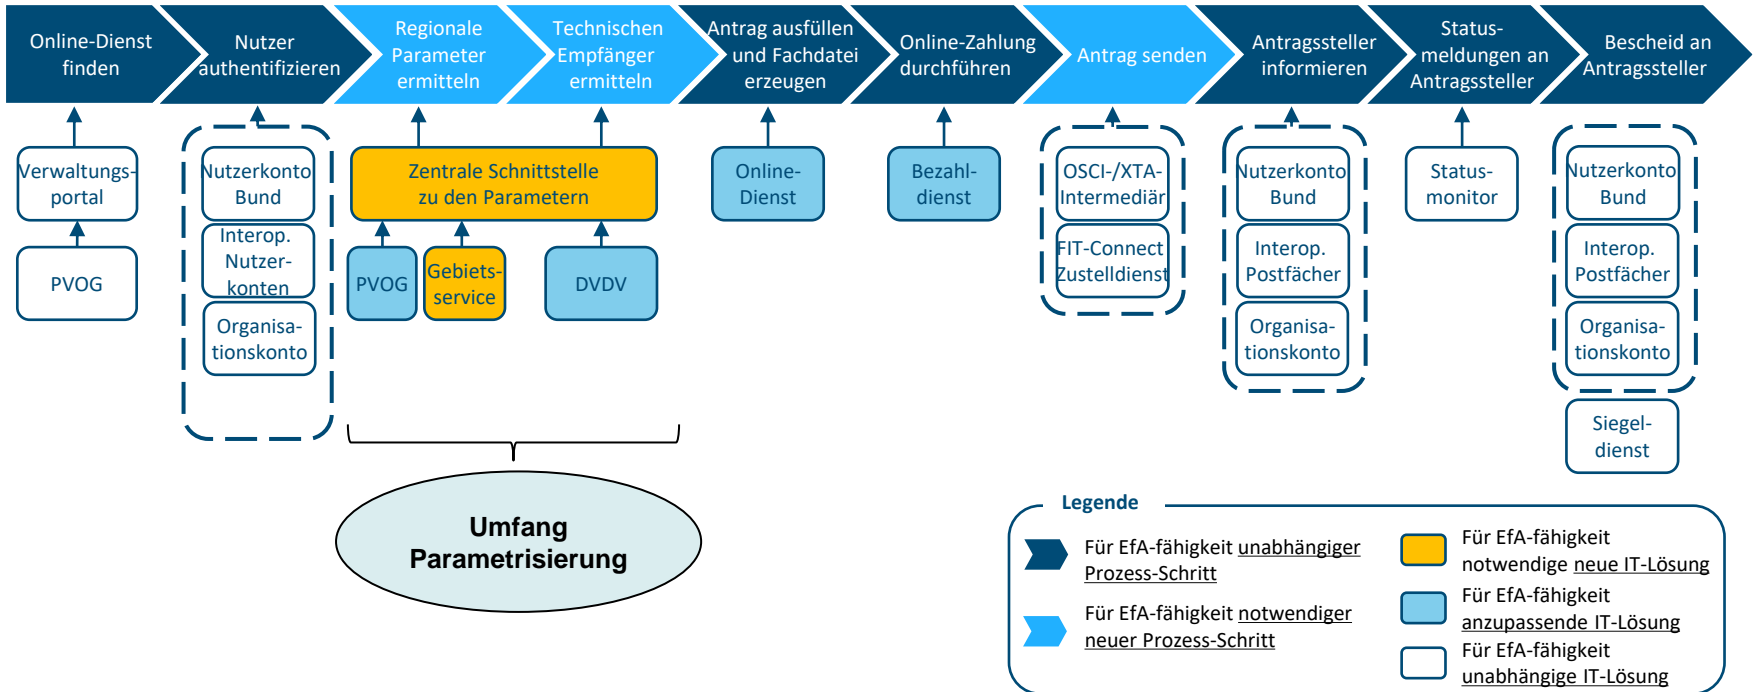 Online-Dienst
finden
Nutzer
authentifizieren
Regionale
Parameter
ermitteln
Technischen
Empfänger
ermitteln
Antrag ausfüllen
und Fachdatei
erzeugen
Online-Zahlung
durchführen
Antrag senden
Antragssteller
informieren
Status-
meldungen an
Antragssteller
Bescheid an
Antragssteller
Verwaltungs-
portal
PVOG
Nutzerkonto
Bund
Interop.
Nutzer-
konten
Organisa-
tionskonto
Zentrale Schnittstelle
zu den Parametern
PVOG
Gebiets-
service
DVDV
Online-
Dienst
Bezahl-
dienst
OSCI-/XTA-
Intermediär
FIT-Connect
Zustelldienst
Nutzerkonto
Bund
Interop.
Postfächer
Organisa-
tionskonto
Status-
monitor
Nutzerkonto
Bund
Interop.
Postfächer
Organisa-
tionskonto
Siegel-
dienst
Umfang
Parametrisierung
Legende
Für EfA-fähigkeit unabhängiger
Prozess-Schritt
Für EfA-fähigkeit notwendiger
neuer Prozess-Schritt
Für EfA-fähigkeit
notwendige neue IT-Lösung
Für EfA-fähigkeit
anzupassende IT-Lösung
Für EfA-fähigkeit
unabhängige IT-Lösung